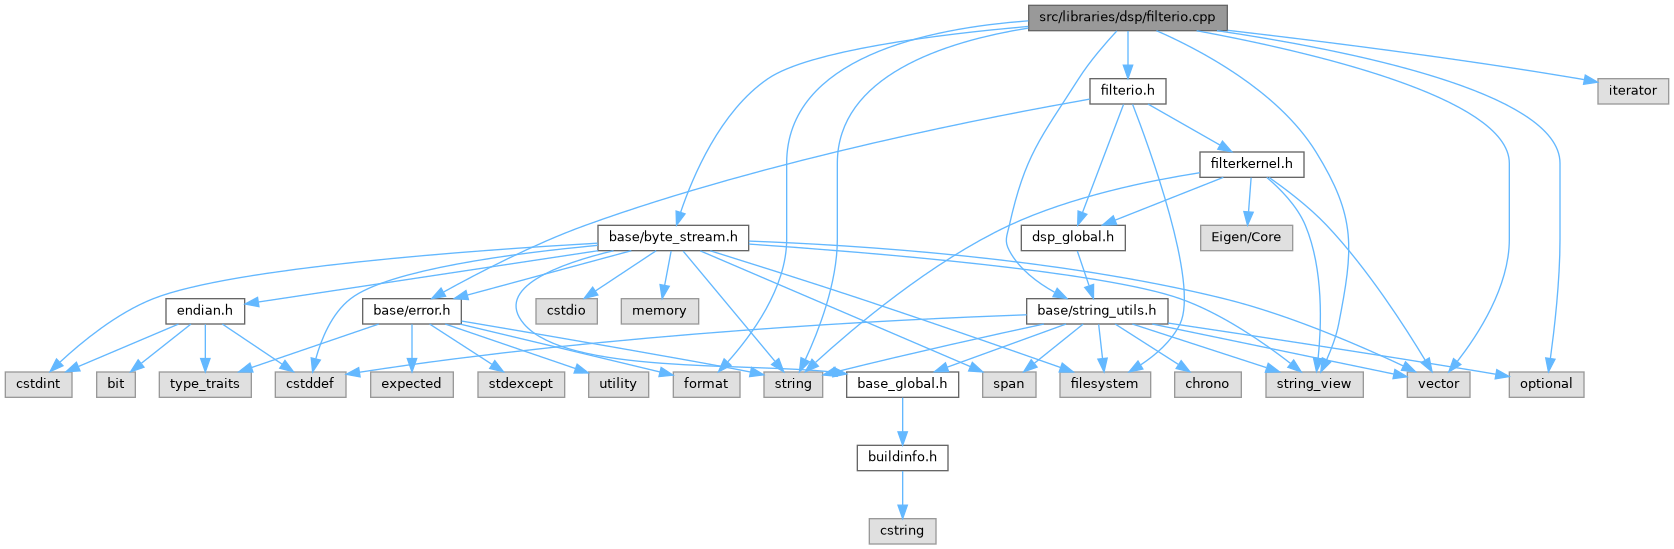 src/libraries/dsp/filterio.cpp
filterio.h
iterator
filterkernel.h
base/byte_stream.h
dsp_global.h
Eigen/Core
endian.h
base/error.h
cstdio
memory
base/string_utils.h
cstdint
bit
type_traits
cstddef
expected
stdexcept
utility
format
string
base_global.h
span
filesystem
chrono
string_view
vector
optional
buildinfo.h
cstring